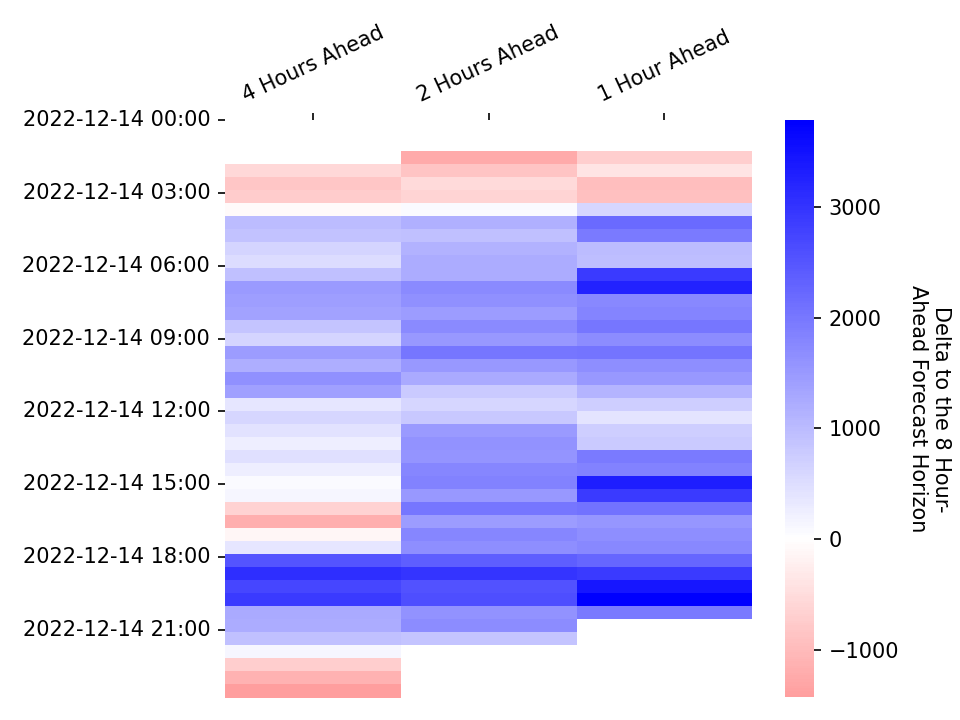 4 Hours Ahead
2 Hours Ahead
1 Hour Ahead
2022-12-14 00:00
2022-12-14 03:00
2022-12-14 06:00
2022-12-14 09:00
2022-12-14 12:00
2022-12-14 15:00
2022-12-14 18:00
2022-12-14 21:00
3000
2000
1000
0
−1000
Delta to the 8 Hour-
Ahead Forecast Horizon